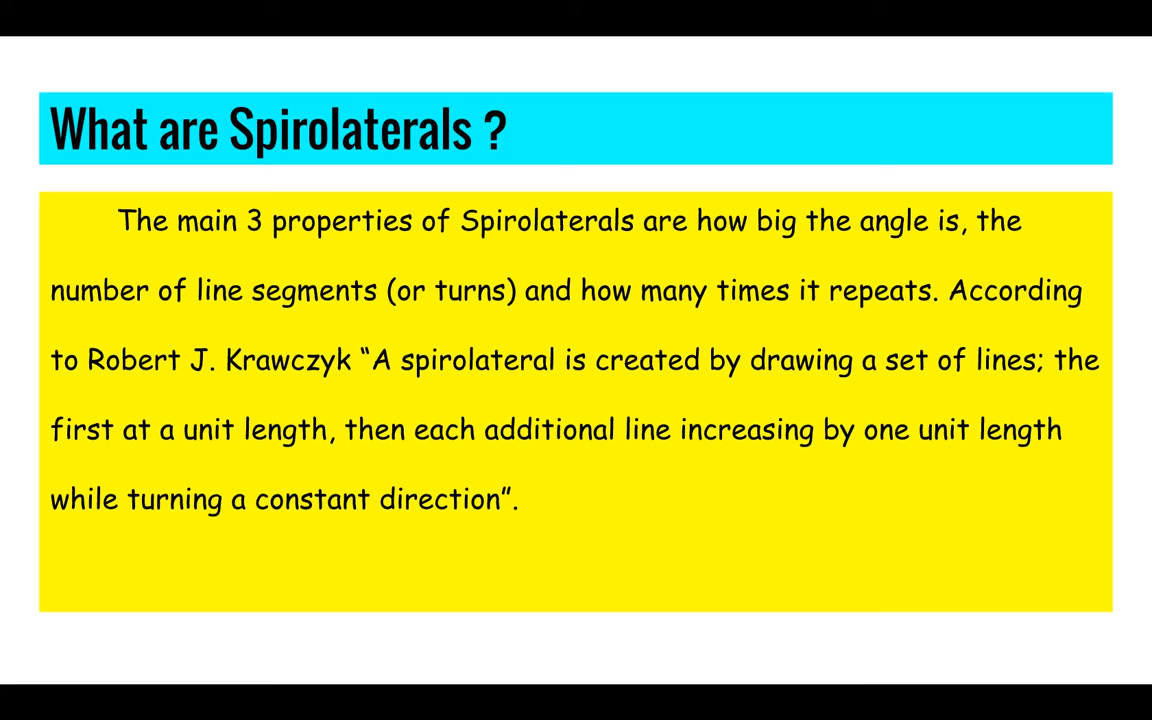 What are Spirolaterals ?
The main 3 properties of Spirolaterals are how big the angle is, the
number of line segments (or turns) and how many times it repeats. According
to Robert J. Krawczyk “A spirolateral is created by drawing a set of lines; the
first at a unit length, then each additional line increasing by one unit length
while turning a constant direction”.